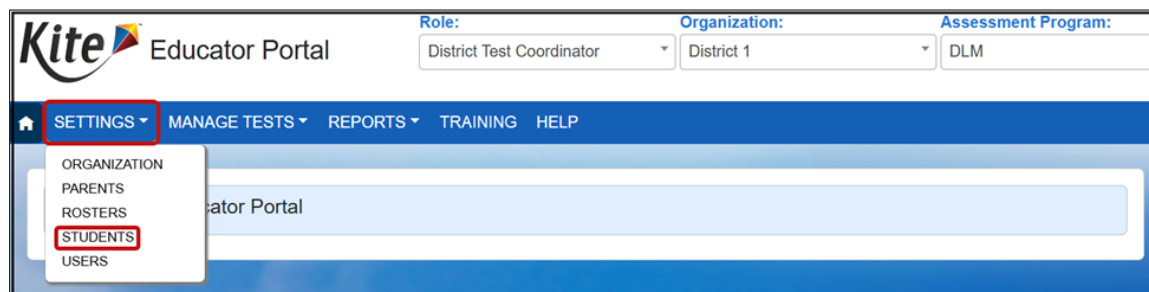 Kite Educator Portal
Role:
District Test Coordinator
Organization:
District 1
Assessment Program:
DLM
SETTINGS MANAGE TESTS REPORTS TRAINING HELP
ORGANIZATION
PARENTS
ROSTERS
STUDENTS
USERS
cator Portal